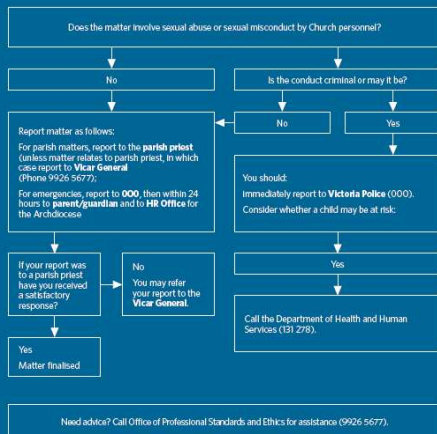 Does the matter involve sexual abuse or sexual misconduct by Church personnel?
No
Is the conduct criminal or may it be?
No
Yes
Report matter as follows:
For parish matters, report to the parish priest
(unless matter relates to parish priest, in which
case report to Vicar General
(Phone 9926 5677);
For emergencies, report to 000, then within 24
hours to parent/guardian and to HR Office for
the Archdiocese
You should:
Immediately report to Victoria Police (000).
Consider whether a child may be at risk:
If your report was
to a parish priest
have you received
a satisfactory
response?
No
You may refer
your report to the
Vicar General.
Yes
Call the Department of Health and Human
Services (131 278).
Yes
Matter finalised
Need advice? Call Office of Professional Standards and Ethics for assistance (9926 5677).